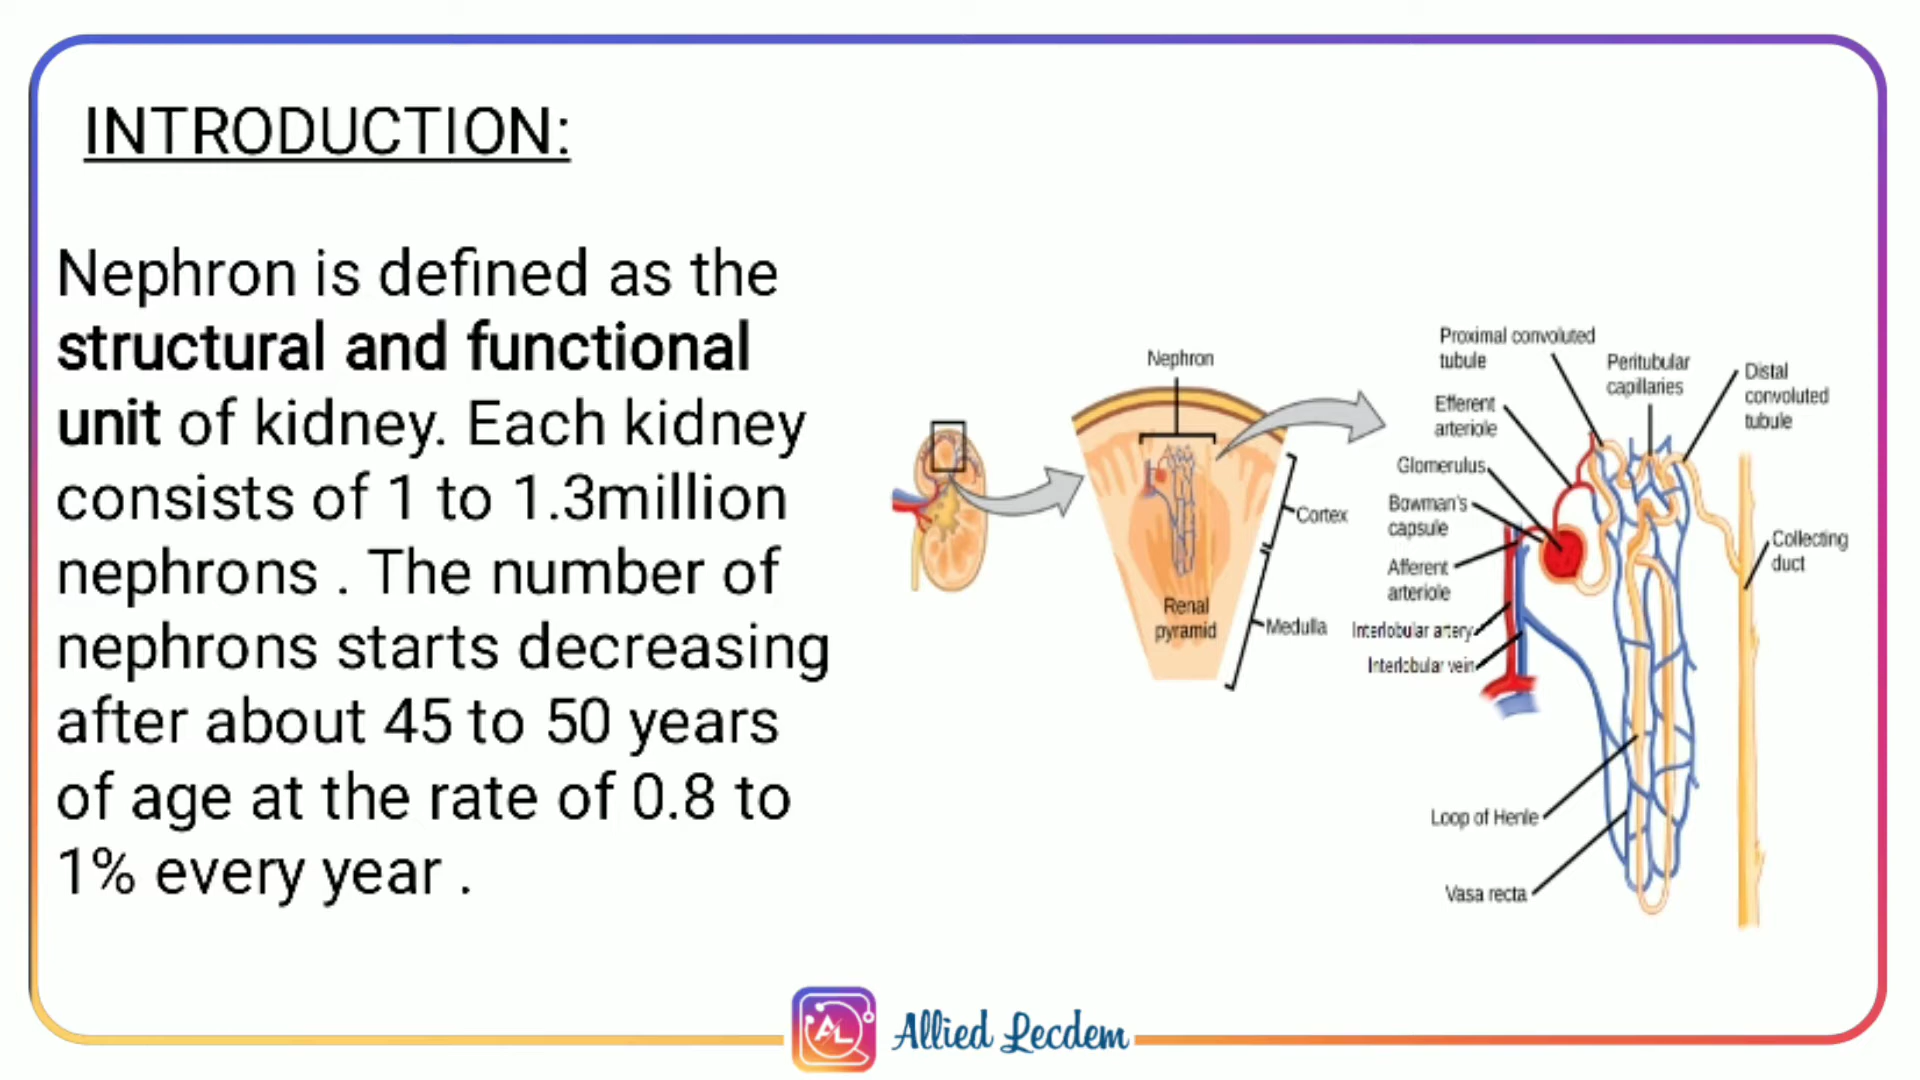 INTRODUCTION:
Nephron is defined as the
structural and functional
unit of kidney. Each kidney
consists of 1 to 1.3million
nephrons . The number of
nephrons starts decreasing
after about 45 to 50 years
of age at the rate of 0.8 to
1% every year .
Nephron
Cortex
Renal
pyramid
Medulla
Proximal convoluted
tubule
Peritubular
capillaries
Distal
convoluted
tubule
Efferent
arteriole
Glomerulus
Bowman's
capsule
Afferent
arteriole
Interlobular artery
Interlobular vein
Collecting
duct
Loop of Henle
Vasa recta
AL
Allied Lecdem